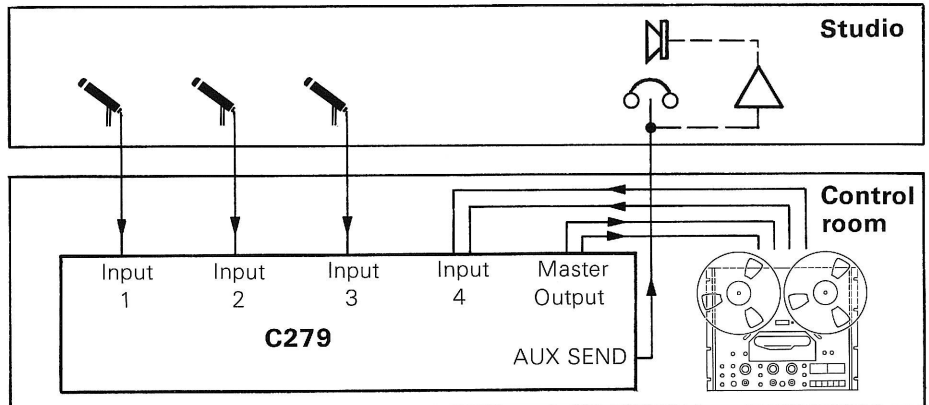 Studio
Control
room
Input
1
Input
2
Input
3
Input
4
Master
Output
C279
AUX SEND